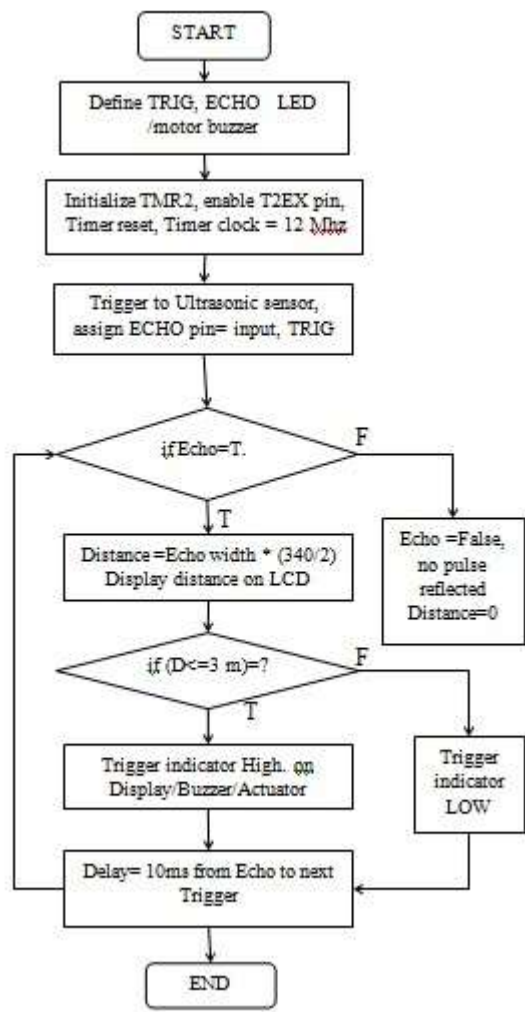 START
Define TRIG, ECHO LED
/motor buzzer
Initialize TMR2, enable T2EX pin,
Timer reset, Timer clock = 12 Mhz
Trigger to Ultrasonic sensor,
assign ECHO pin= input, TRIG
if Echo=T.
F
T
Echo =False,
no pulse
reflected
Distance=0
Distance =Echo width * (340/2)
Display distance on LCD
if (D<=3 m)=?
F
T
Trigger indicator High. on
Display/Buzzer/Actuator
Trigger
indicator
LOW
Delay= 10ms from Echo to next
Trigger
END